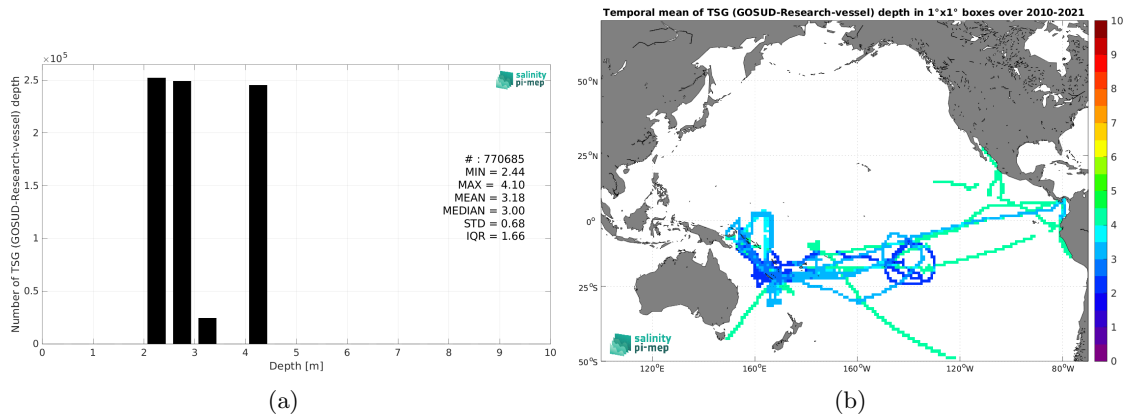 ×10⁵
2.5
2
1.5
1
0.5
0
0 1 2 3 4 5 6 7 8 9 10
Number of TSG (GOSUD-Research-vessel) depth
Depth [m]
salinity
pi-mep
# : 770685
MIN = 2.44
MAX = 4.10
MEAN = 3.18
MEDIAN = 3.00
STD = 0.68
IQR = 1.66
(a)
Temporal mean of TSG (GOSUD-Research-vessel) depth in 1°x1° boxes over 2010-2021
50°N
25°N
0°
25°S
50°S
120°E 160°E 160°W 120°W 80°W
10
9
8
7
6
5
4
3
2
1
0
salinity
pi-mep
(b)